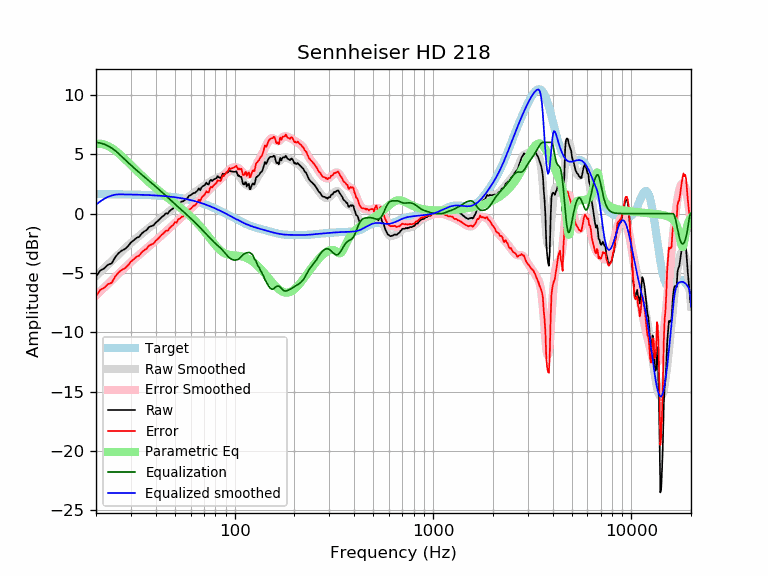 Sennheiser HD 218
10
5
0
−5
−10
−15
−20
−25
Amplitude (dBr)
Target
Raw Smoothed
Error Smoothed
Raw
Error
Parametric Eq
Equalization
Equalized smoothed
100
1000
10000
Frequency (Hz)